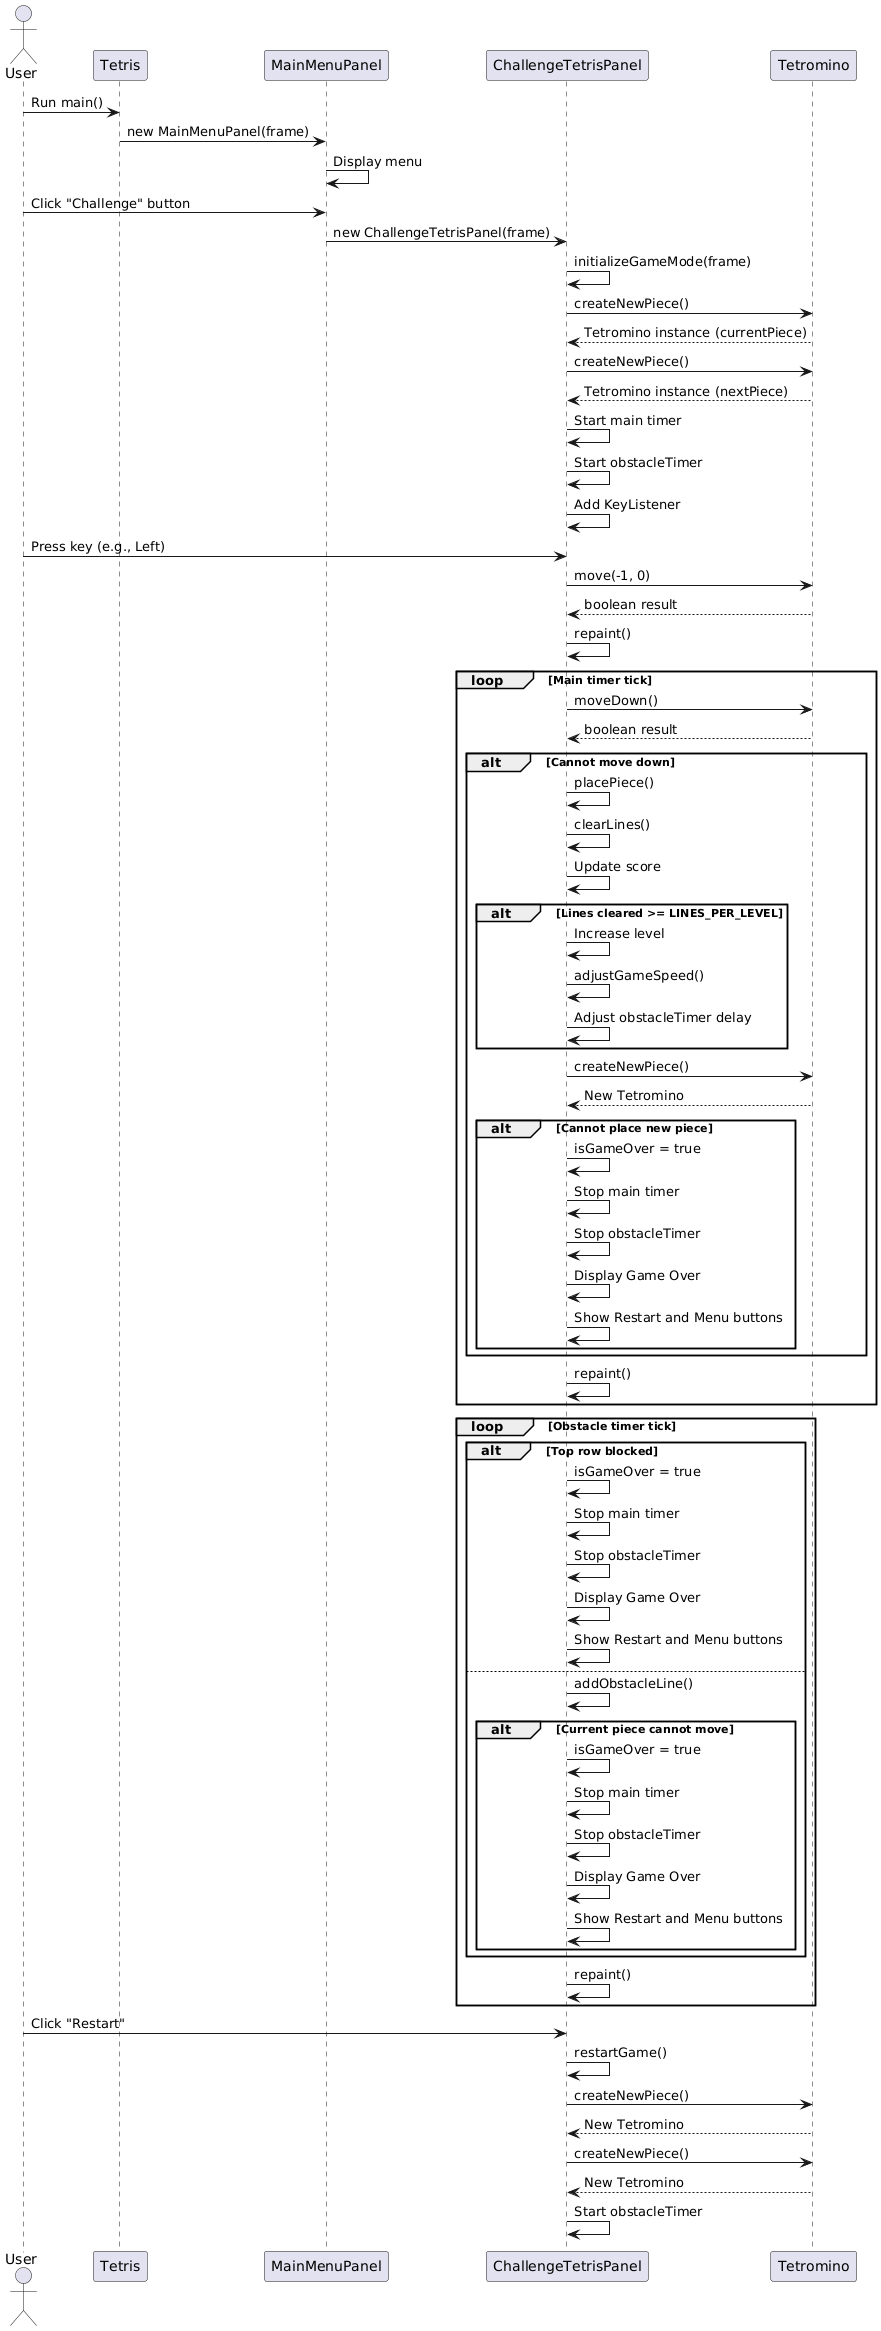 User
Tetris
MainMenuPanel
ChallengeTetrisPanel
Tetromino
Run main()
new MainMenuPanel(frame)
Display menu
Click "Challenge" button
new ChallengeTetrisPanel(frame)
initializeGameMode(frame)
createNewPiece()
Tetromino instance (currentPiece)
createNewPiece()
Tetromino instance (nextPiece)
Start main timer
Start obstacleTimer
Add KeyListener
Press key (e.g., Left)
move(-1, 0)
boolean result
repaint()
loop [Main timer tick]
moveDown()
boolean result
alt [Cannot move down]
placePiece()
clearLines()
Update score
alt [Lines cleared >= LINES_PER_LEVEL]
Increase level
adjustGameSpeed()
Adjust obstacleTimer delay
createNewPiece()
New Tetromino
alt [Cannot place new piece]
isGameOver = true
Stop main timer
Stop obstacleTimer
Display Game Over
Show Restart and Menu buttons
repaint()
loop [Obstacle timer tick]
alt [Top row blocked]
isGameOver = true
Stop main timer
Stop obstacleTimer
Display Game Over
Show Restart and Menu buttons
addObstacleLine()
alt [Current piece cannot move]
isGameOver = true
Stop main timer
Stop obstacleTimer
Display Game Over
Show Restart and Menu buttons
repaint()
Click "Restart"
restartGame()
createNewPiece()
New Tetromino
createNewPiece()
New Tetromino
Start obstacleTimer
User
Tetris
MainMenuPanel
ChallengeTetrisPanel
Tetromino